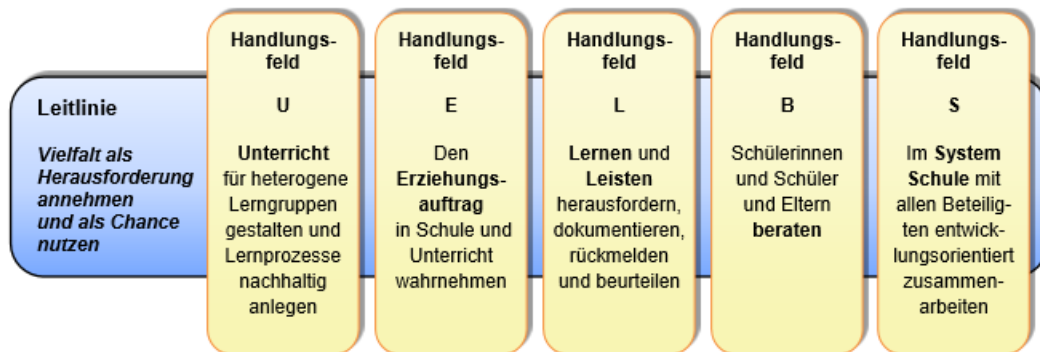 Leitlinie
Vielfalt als
Herausforderung
annehmen
und als Chance
nutzen
Handlungs-
feld
U
Unterricht
für heterogene
Lerngruppen
gestalten und
Lernprozesse
nachhaltig
anlegen
Handlungs-
feld
E
Den
Erziehungs-
auftrag
in Schule und
Unterricht
wahrnehmen
Handlungs-
feld
L
Lernen und
Leisten
herausfordern,
dokumentieren,
rückmelden
und beurteilen
Handlungs-
feld
B
Schülerinnen
und Schüler
und Eltern
beraten
Handlungs-
feld
S
Im System
Schule mit
allen Beteilig-
ten entwick-
lungsorientiert
zusammen-
arbeiten